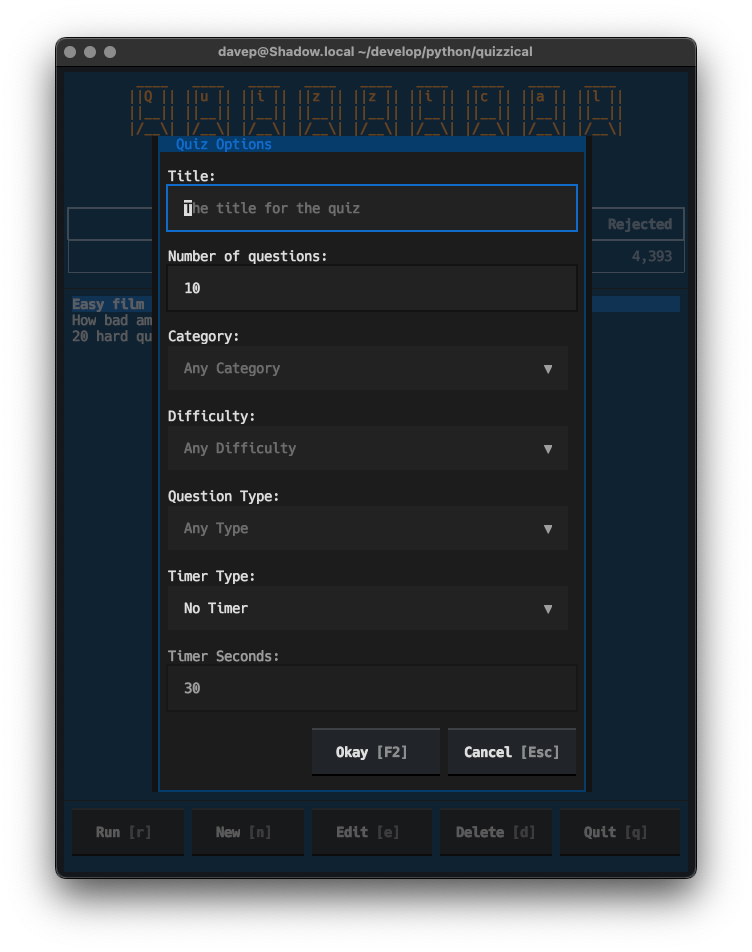 davep@Shadow.local ~/develop/python/quizzical
Q u i z z i c a l
Quiz Options
Title:
The title for the quiz
Number of questions:
Rejected
10
4,393
Easy film
How bad am
20 hard qu
Category:
Any Category ▼
Difficulty:
Any Difficulty ▼
Question Type:
Any Type ▼
Timer Type:
No Timer ▼
Timer Seconds:
30
Okay [F2] Cancel [Esc]
Run [r] New [n] Edit [e] Delete [d] Quit [q]